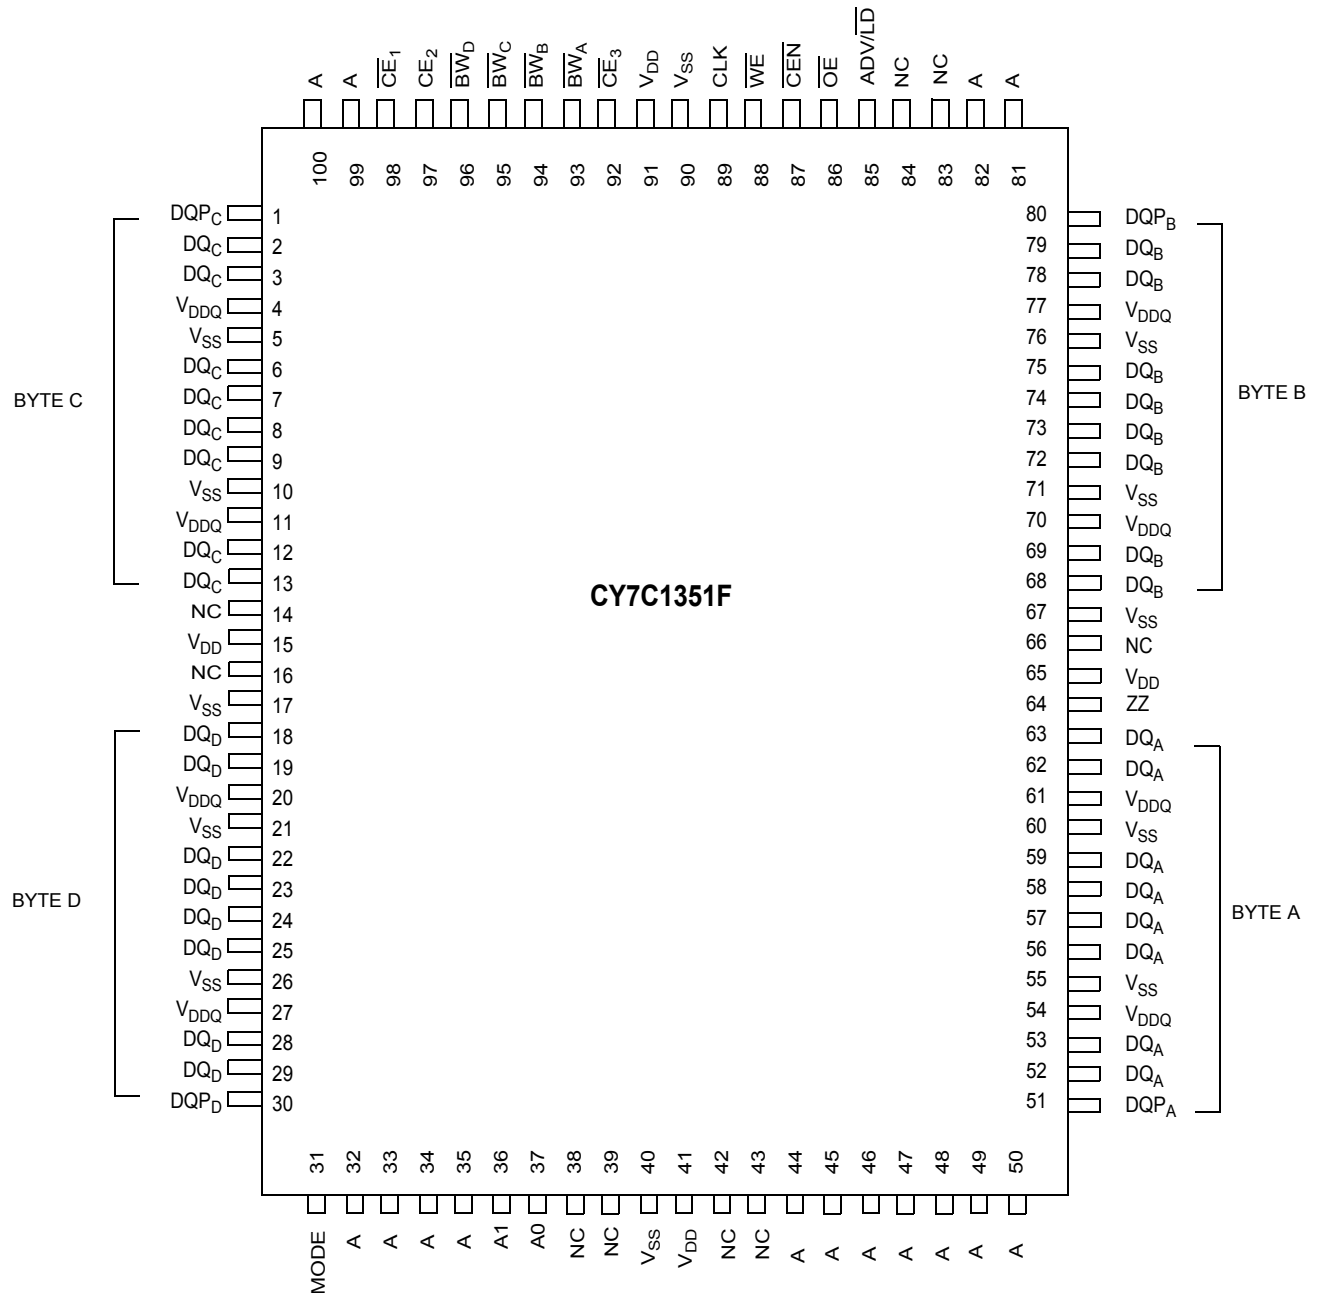 A A CE1 CE2 BWD BWC BWB BWA CE3 VDD VSS CLK WE CEN OE ADV/LD NC NC A A
100 99 98 97 96 95 94 93 92 91 90 89 88 87 86 85 84 83 82 81
DQPC 1
DQC 2
DQC 3
VDDQ 4
VSS 5
DQC 6
DQC 7
DQC 8
DQC 9
VSS 10
VDDQ 11
DQC 12
DQC 13
NC 14
VDD 15
NC 16
VSS 17
DQD 18
DQD 19
VDDQ 20
VSS 21
DQD 22
DQD 23
DQD 24
DQD 25
VSS 26
VDDQ 27
DQD 28
DQD 29
DQPD 30
BYTE C
BYTE D
CY7C1351F
80 DQPB
79 DQB
78 DQB
77 VDDQ
76 VSS
75 DQB
74 DQB
73 DQB
72 DQB
71 VSS
70 VDDQ
69 DQB
68 DQB
67 VSS
66 NC
65 VDD
64 ZZ
63 DQA
62 DQA
61 VDDQ
60 VSS
59 DQA
58 DQA
57 DQA
56 DQA
55 VSS
54 VDDQ
53 DQA
52 DQA
51 DQPA
BYTE B
BYTE A
31 32 33 34 35 36 37 38 39 40 41 42 43 44 45 46 47 48 49 50
MODE A A A A A1 A0 NC NC VSS VDD NC NC A A A A A A A